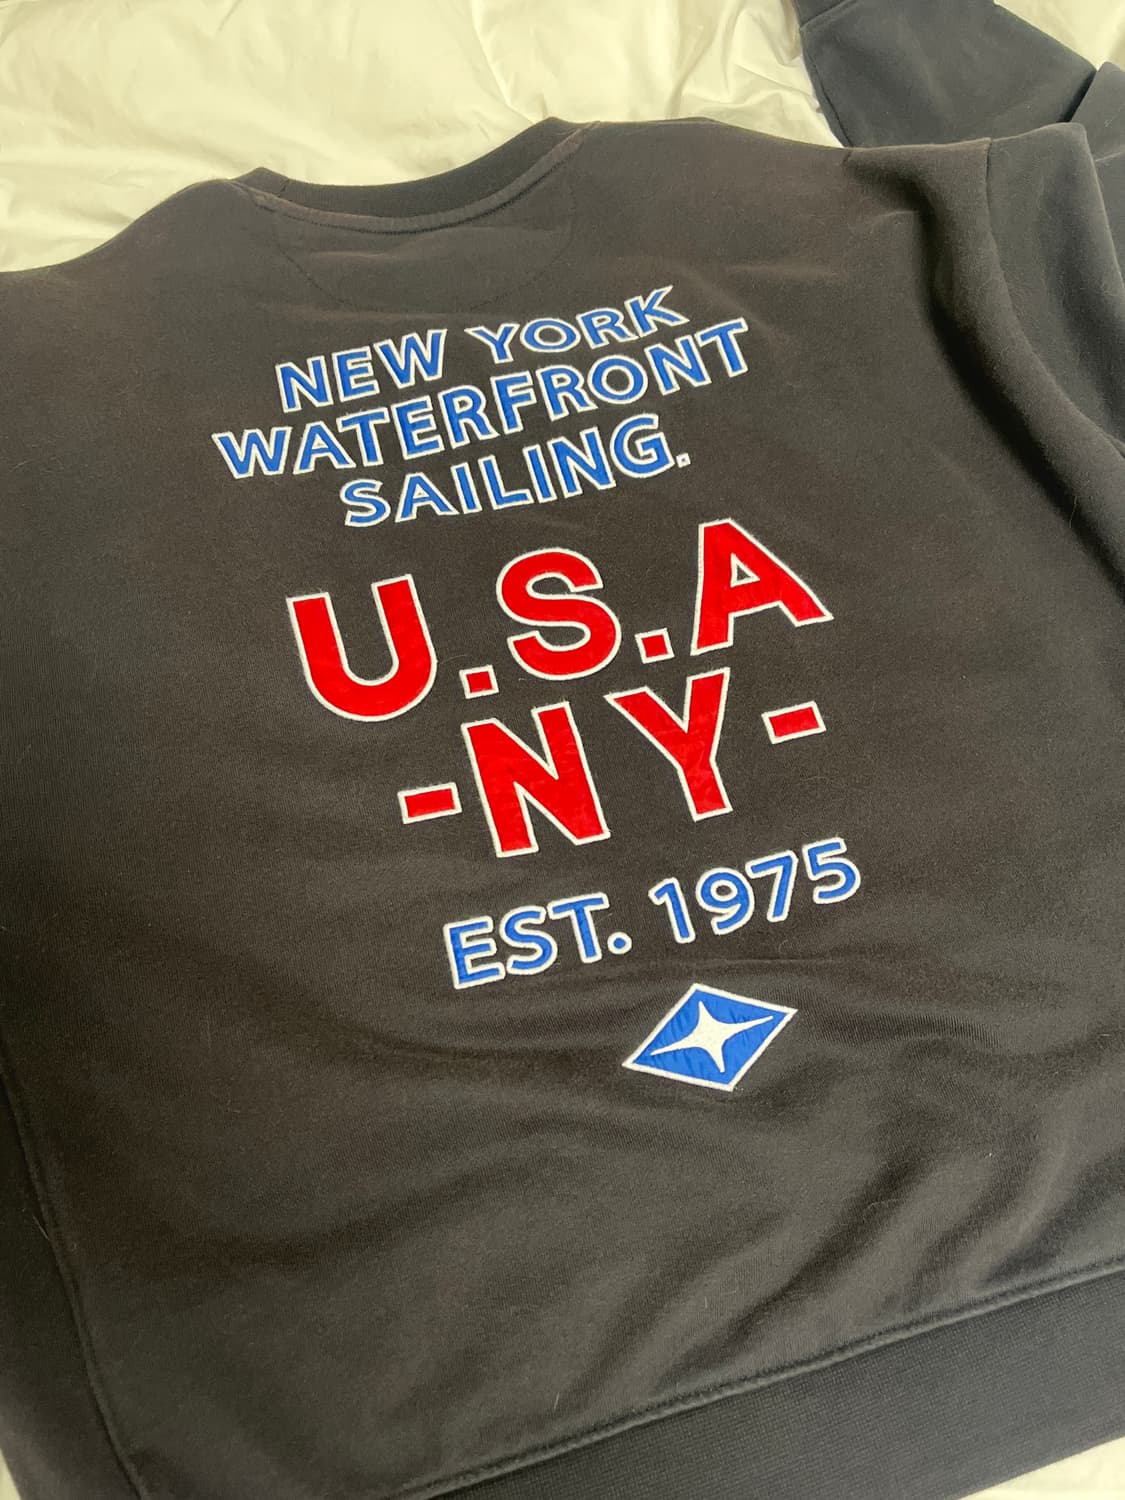 NEW YORK
WATERFRONT
SAILING.
U.S.A
-NY-
EST. 1975